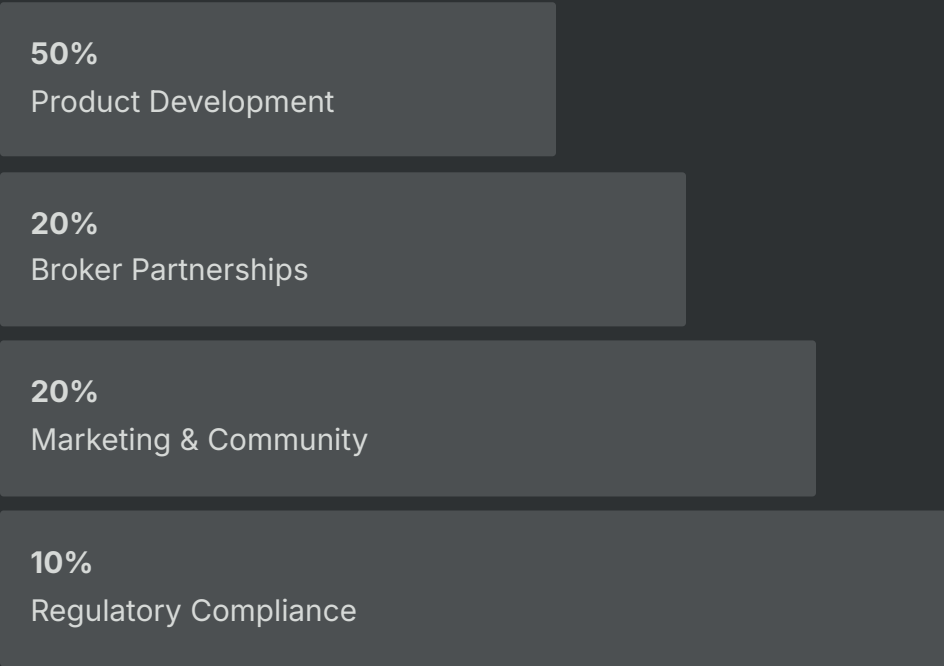 50%
Product Development
20%
Broker Partnerships
20%
Marketing & Community
10%
Regulatory Compliance